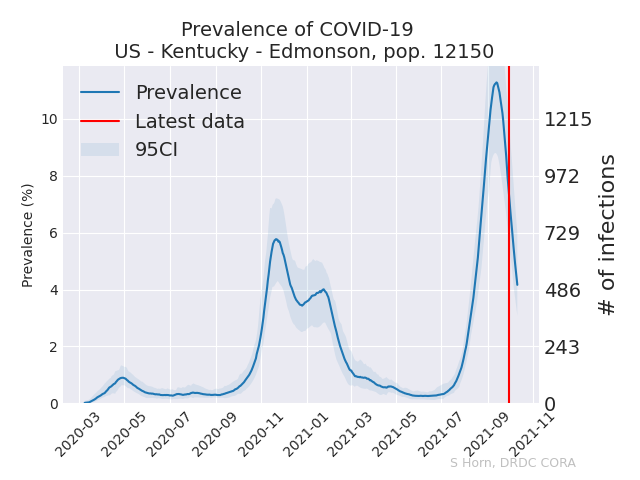 Prevalence of COVID-19
US - Kentucky - Edmonson, pop. 12150
Prevalence
Latest data
95CI
Prevalence (%)
10
8
6
4
2
0
1215
972
729
486
243
0
# of infections
2020-03
2020-05
2020-07
2020-09
2020-11
2021-01
2021-03
2021-05
2021-07
2021-09
2021-11
S Horn, DRDC CORA